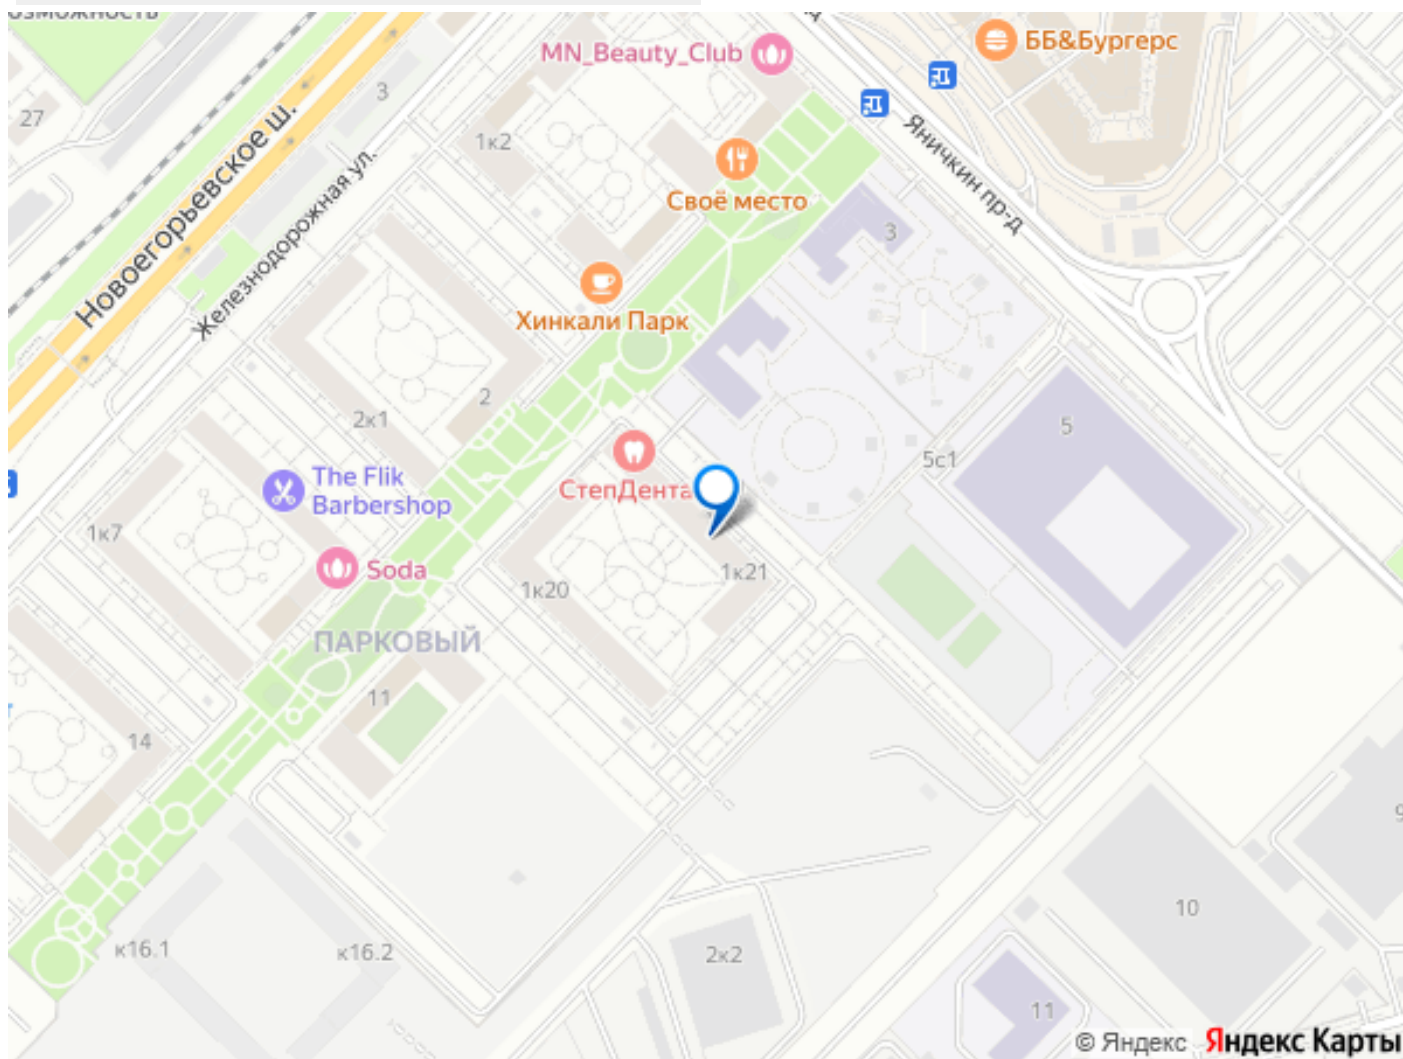 возможность
MN_Beauty_Club
ББ&Бургерс
27
3
1к2
Новоегорьевское ш.
Железнодорожная ул.
Яничкин пр-д
Своё место
3
Хинкали Парк
2
2к1
5
5с1
The Flik
Barbershop
СтепДента
1к7
Soda
1к20
1к21
ПАРКОВЫЙ
11
14
9
10
к16.1
к16.2
2к2
11
© Яндекс Яндекс Карты